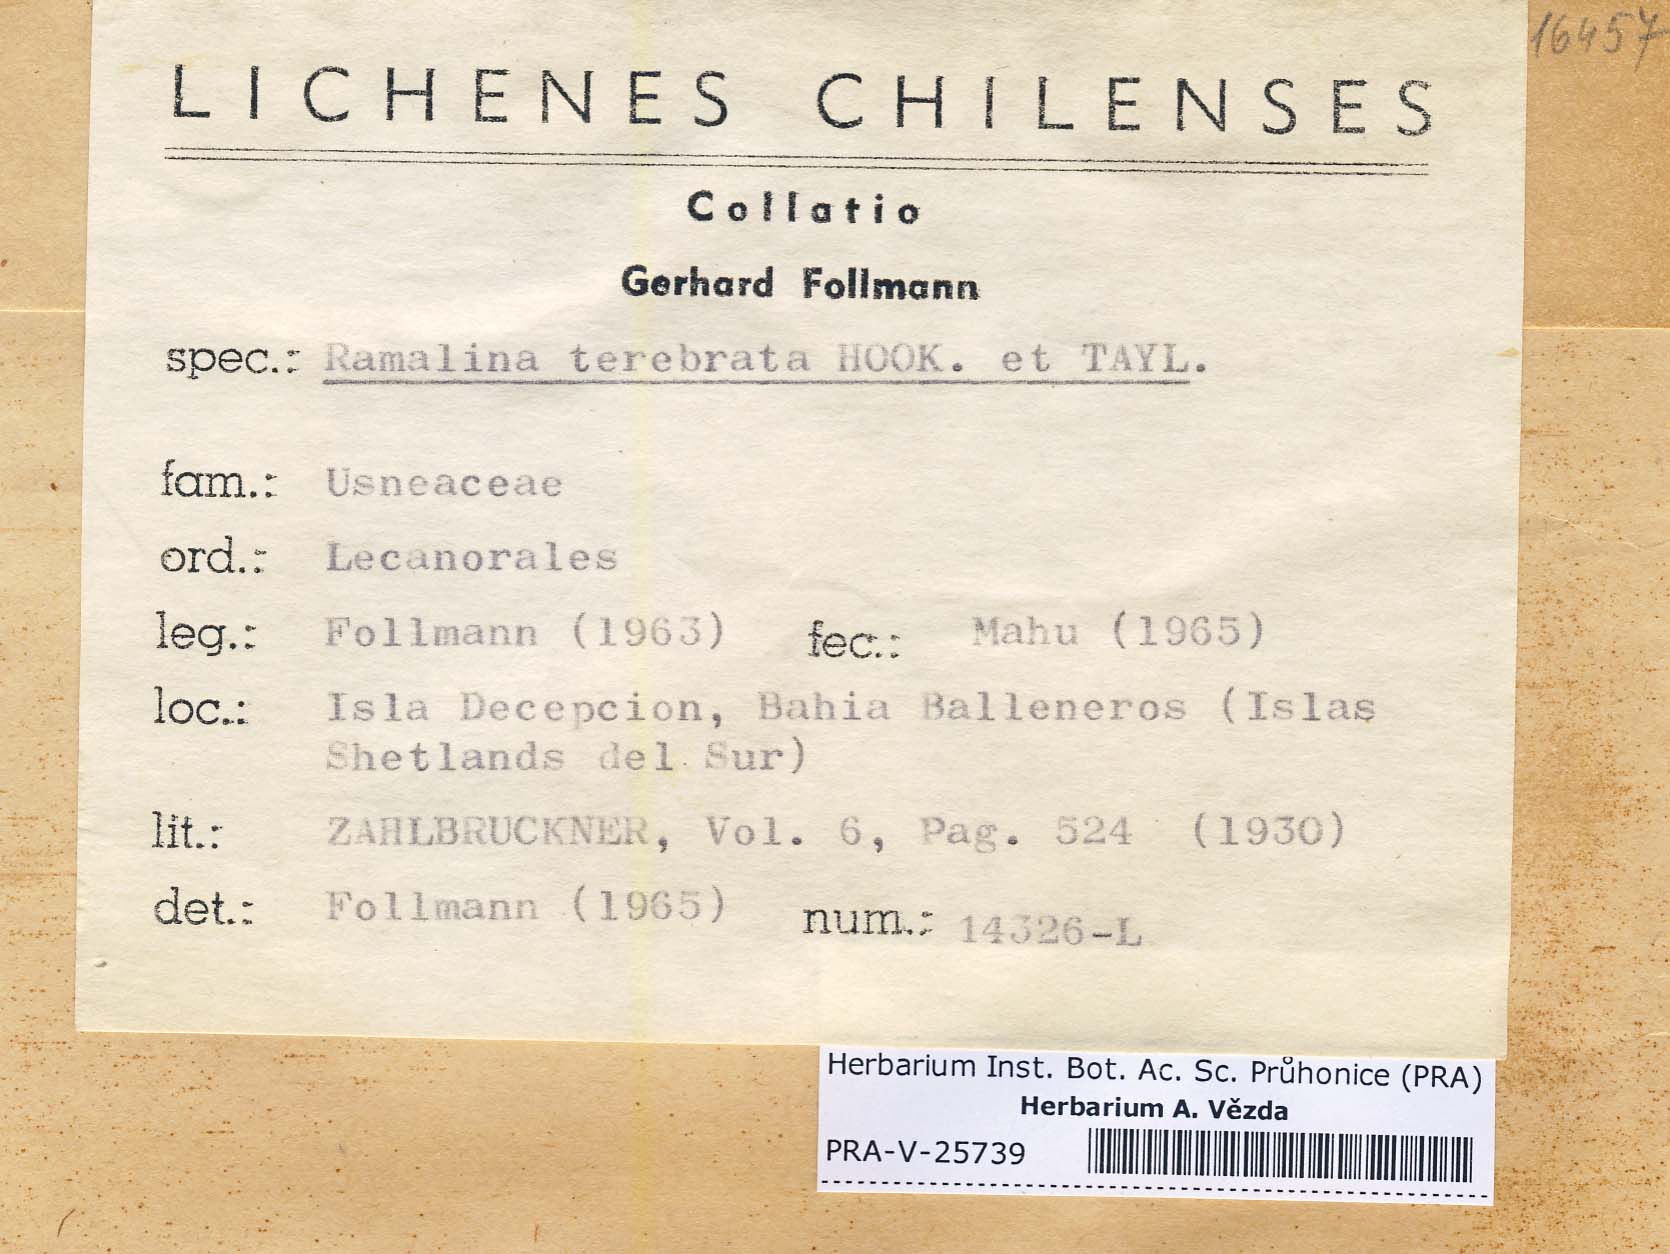 16457
LICHENES CHILENSES
Collatio
Gerhard Follmann
spec.: Ramalina terebrata HOOK. et TAYL.
fam.: Usneaceae
ord.: Lecanorales
leg.: Follmann (1963) fec.: Mahu (1965)
loc.: Isla Decepcion, Bahia Balleneros (Islas
Shetlands del Sur)
lit.: ZAHLBRUCKNER, Vol. 6, Pag. 524 (1930)
det.: Follmann (1965) num.: 14326-L
Herbarium Inst. Bot. Ac. Sc. Průhonice (PRA)
Herbarium A. Vězda
PRA-V-25739